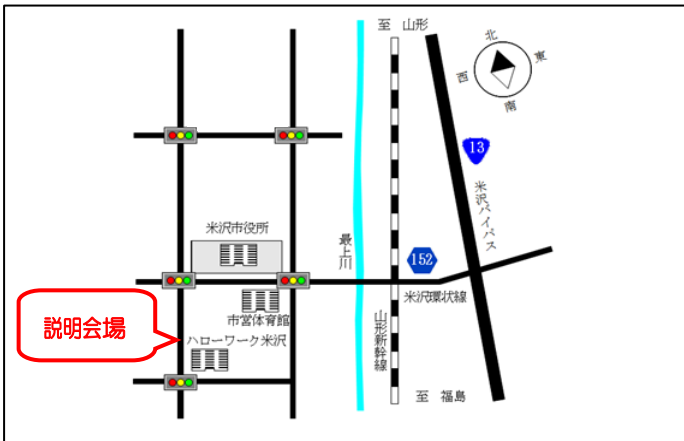 至 山形
北
東
西
南
13
米沢バイパス
米沢市役所
最上川
152
米沢環状線
市営体育館
説明会場
ハローワーク米沢
山形新幹線
至 福島